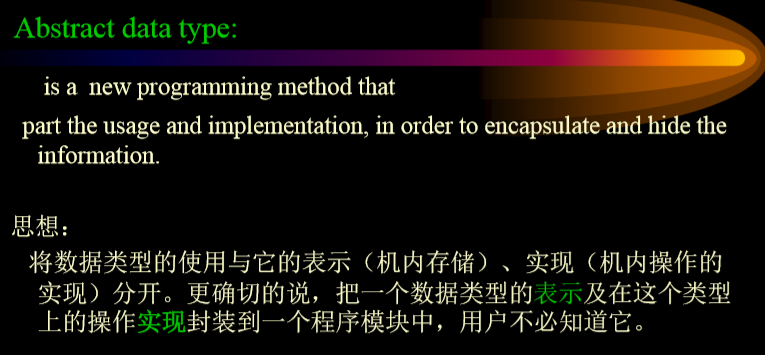 Abstract data type:
is a new programming method that
part the usage and implementation, in order to encapsulate and hide the
information.
思想：
将数据类型的使用与它的表示（机内存储）、实现（机内操作的
实现）分开。更确切的说，把一个数据类型的表示及在这个类型
上的操作实现封装到一个程序模块中，用户不必知道它。